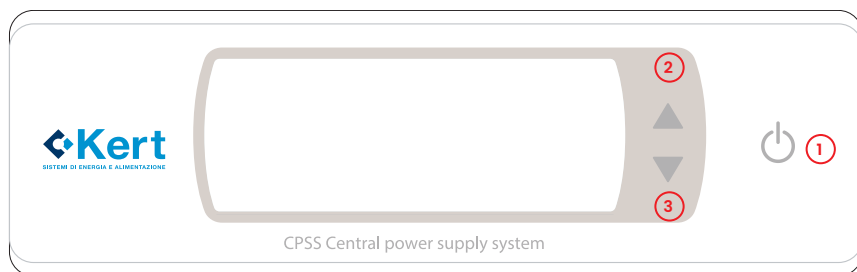 2
Kert
SISTEMI DI ENERGIA E ALIMENTAZIONE
1
3
CPSS Central power supply system